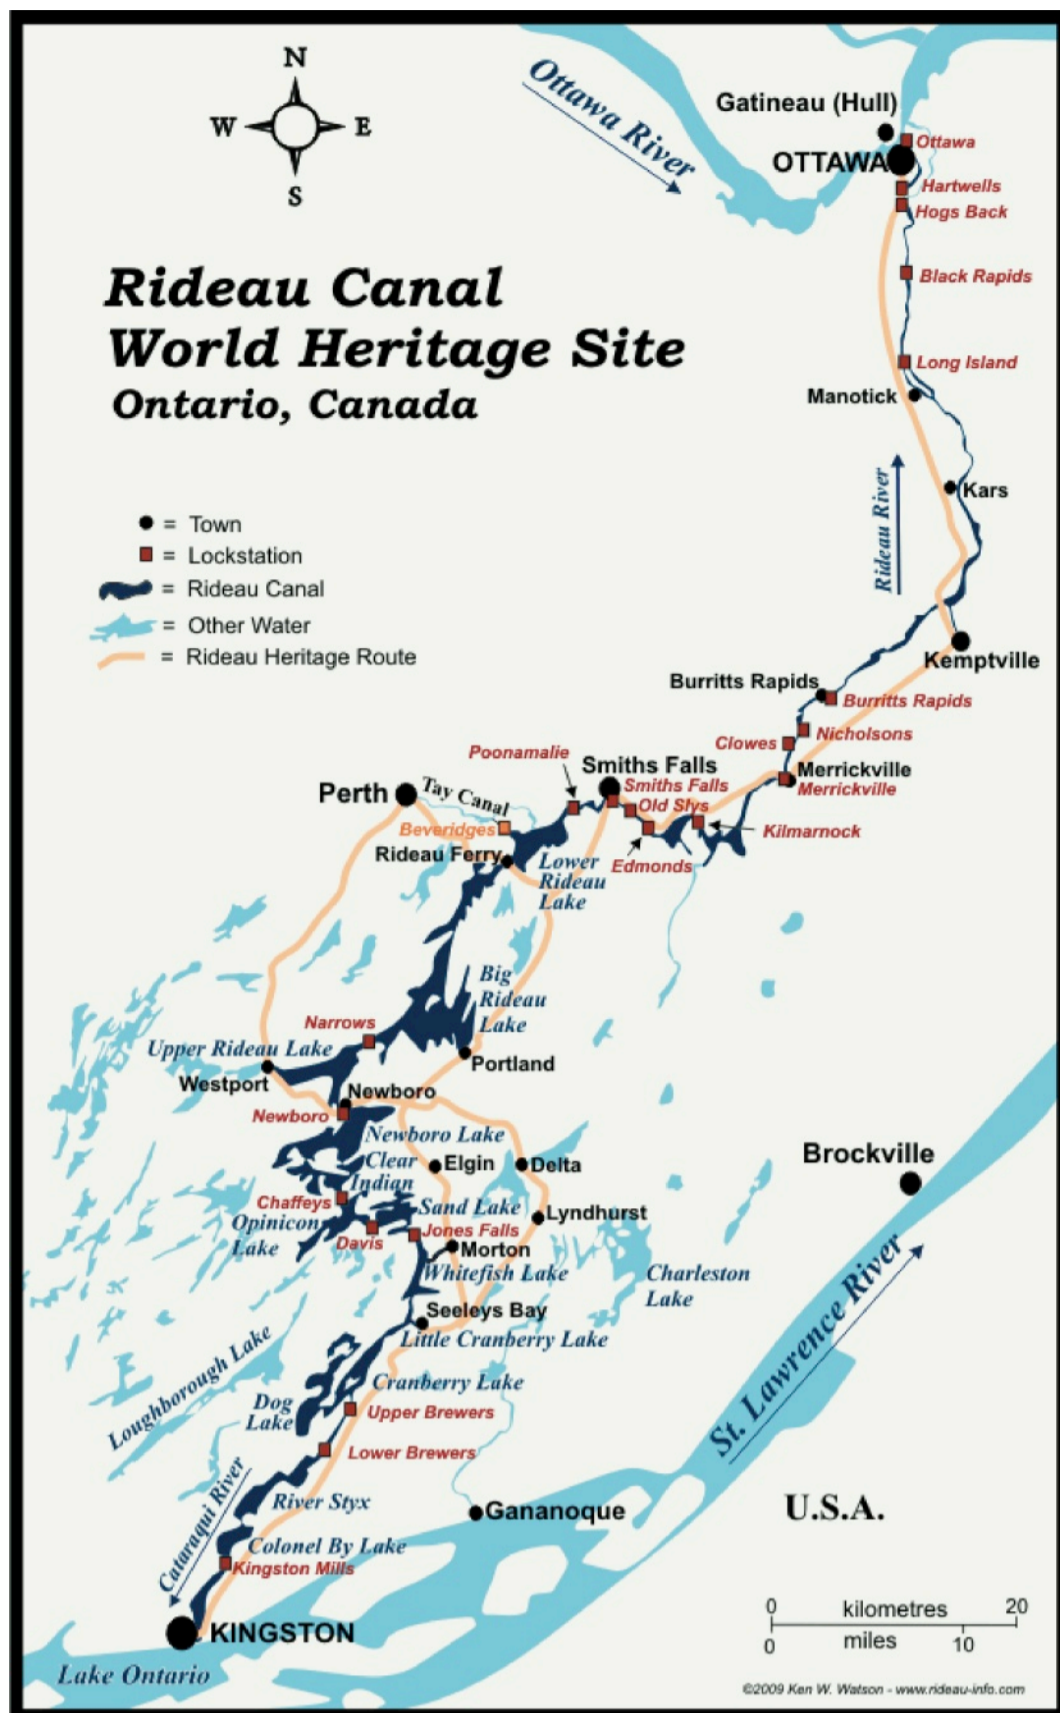 N
W
E
S
Ottawa River
Gatineau (Hull)
Ottawa
OTTAWA
Hartwells
Hogs Back
Black Rapids
Rideau Canal
World Heritage Site
Ontario, Canada
Long Island
Manotick
Kars
Rideau River
= Town
= Lockstation
= Rideau Canal
= Other Water
= Rideau Heritage Route
Kemptville
Burritts Rapids
Burritts Rapids
Nicholsons
Clowes
Merrickville
Merrickville
Poonamalie
Smiths Falls
Smiths Falls
Old Slys
Kilmarnock
Edmonds
Perth
Tay Canal
Beveridges
Rideau Ferry
Lower
Rideau
Lake
Big
Rideau
Lake
Narrows
Upper Rideau Lake
Westport
Portland
Newboro
Newboro
Newboro Lake
Clear
Indian
Elgin
Delta
Chaffeys
Sand Lake
Lyndhurst
Opinicon
Lake
Davis
Jones Falls
Morton
Whitefish Lake
Charleston
Lake
Brockville
Seeleys Bay
Little Cranberry Lake
Loughborough Lake
Cranberry Lake
Dog
Lake
Upper Brewers
Lower Brewers
St. Lawrence River
Cataraqui River
River Styx
Gananoque
U.S.A.
Colonel By Lake
Kingston Mills
KINGSTON
Lake Ontario
0 kilometres 20
0 miles 10
©2009 Ken W. Watson - www.rideau-info.com